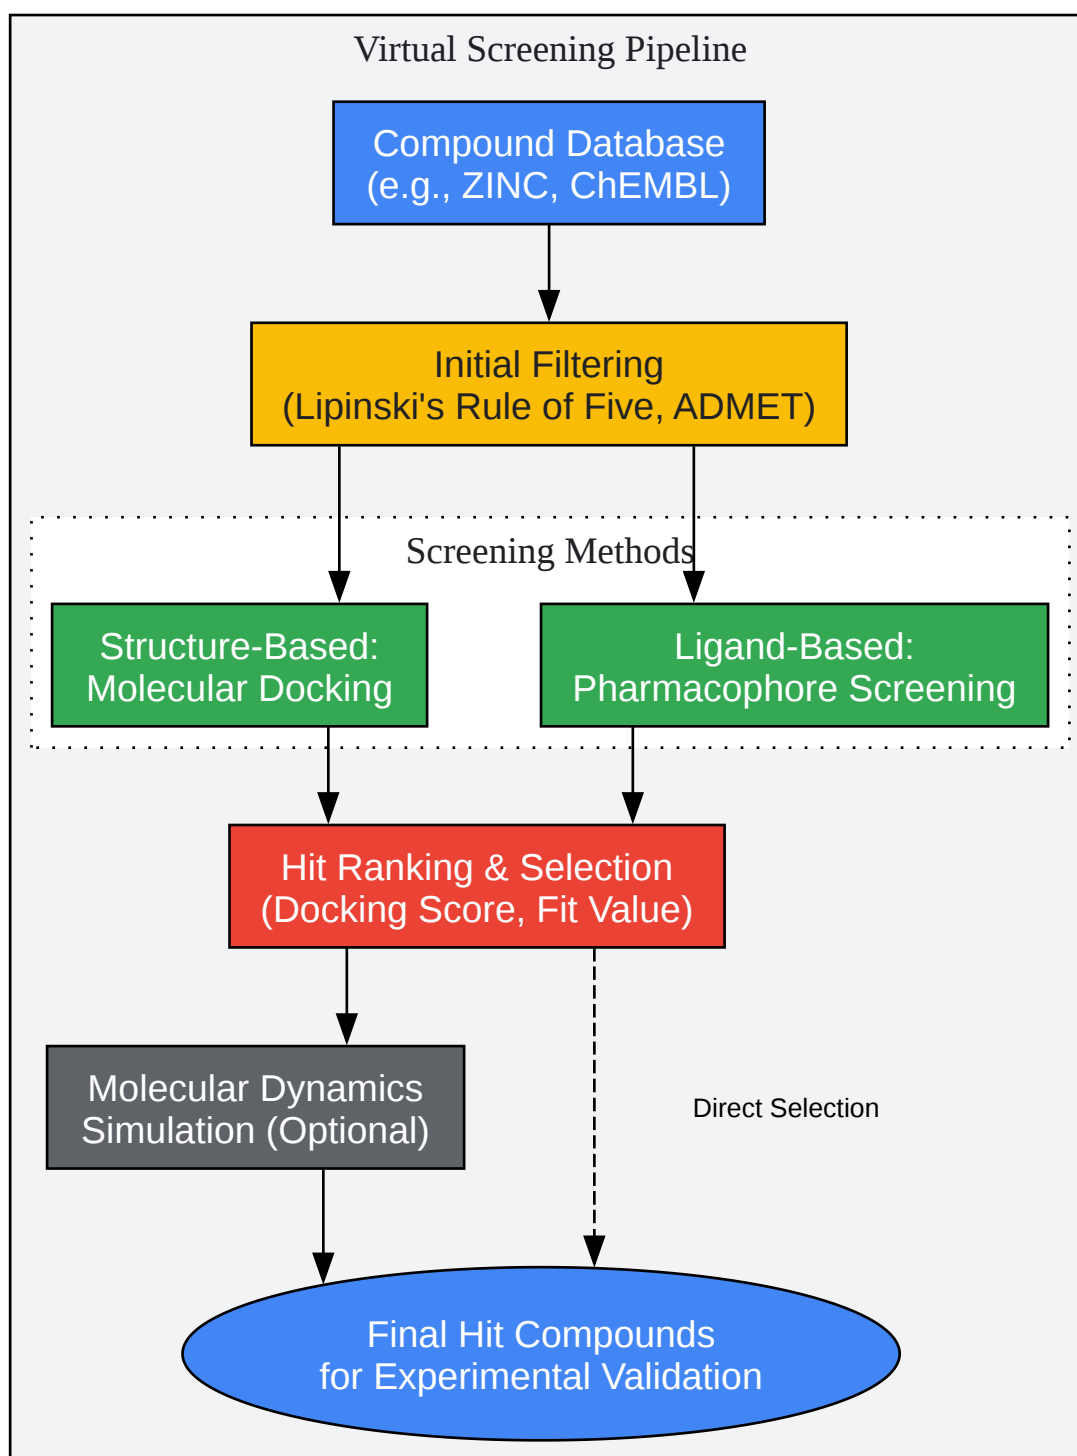 Virtual Screening Pipeline
Compound Database
(e.g., ZINC, ChEMBL)
Initial Filtering
(Lipinski's Rule of Five, ADMET)
Screening Methods
Structure-Based:
Molecular Docking
Ligand-Based:
Pharmacophore Screening
Hit Ranking & Selection
(Docking Score, Fit Value)
Molecular Dynamics
Simulation (Optional)
Direct Selection
Final Hit Compounds
for Experimental Validation